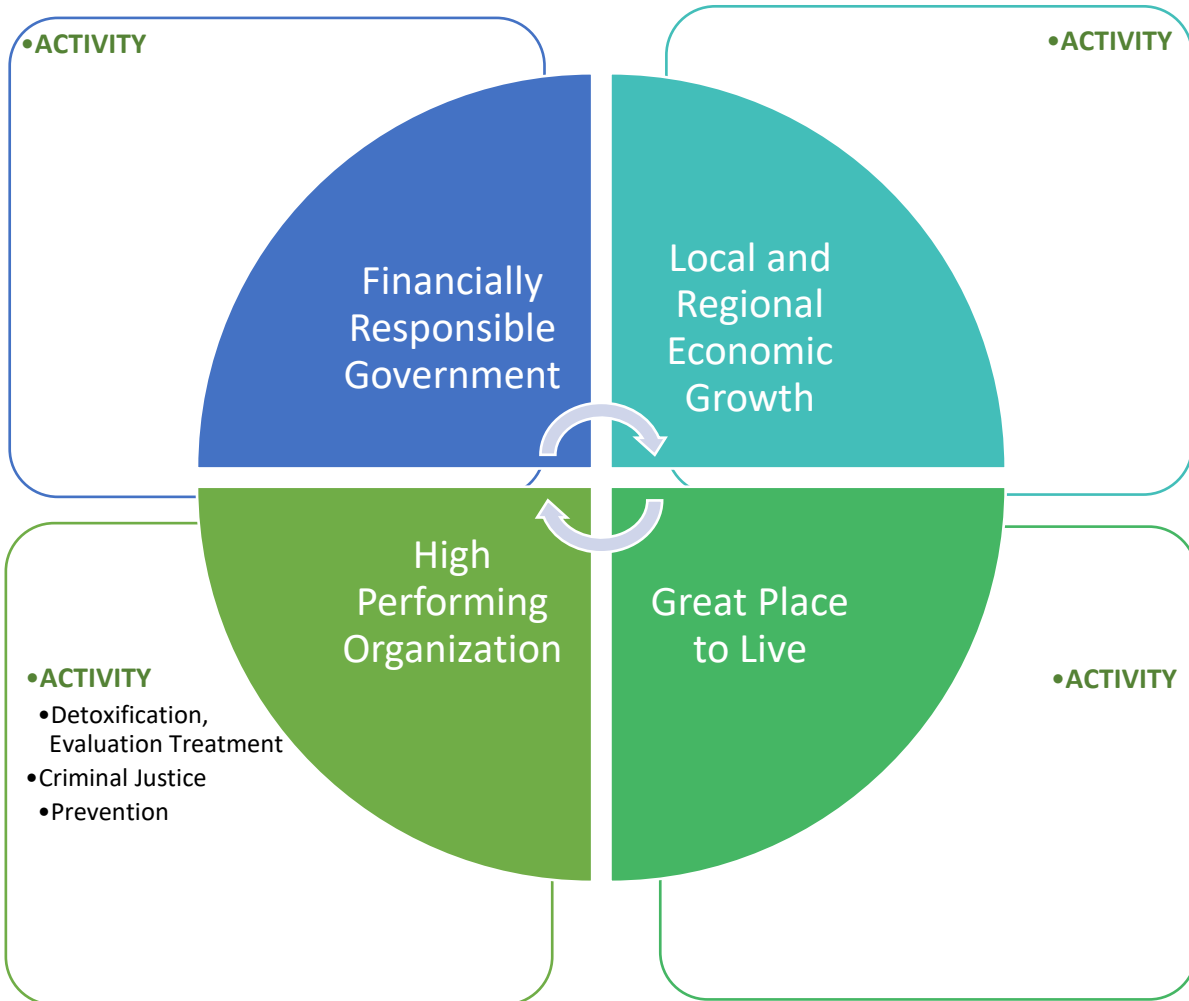 •ACTIVITY
•ACTIVITY
Financially
Responsible
Government
Local and
Regional
Economic
Growth
High
Performing
Organization
Great Place
to Live
•ACTIVITY
•Detoxification,
Evaluation Treatment
•Criminal Justice
•Prevention
•ACTIVITY